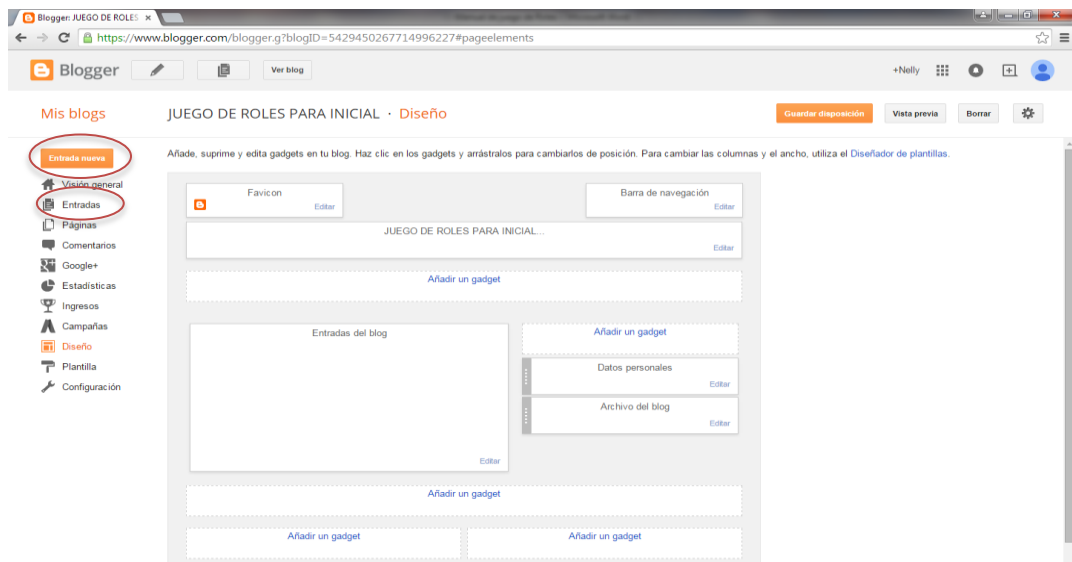 Blogger: JUEGO DE ROLES ×
https://www.blogger.com/blogger.g?blogID=5429450267714996227#pageelements
Blogger
Ver blog
+Nelly
Mis blogs
JUEGO DE ROLES PARA INICIAL · Diseño
Guardar disposición
Vista previa
Borrar
Entrada nueva
Añade, suprime y edita gadgets en tu blog. Haz clic en los gadgets y arrástralos para cambiarlos de posición. Para cambiar las columnas y el ancho, utiliza el Diseñador de plantillas.
Visión general
Entradas
Páginas
Comentarios
Google+
Estadísticas
Ingresos
Campañas
Diseño
Plantilla
Configuración
Favicon
Editar
Barra de navegación
Editar
JUEGO DE ROLES PARA INICIAL...
Editar
Añadir un gadget
Entradas del blog
Editar
Añadir un gadget
Datos personales
Editar
Archivo del blog
Editar
Añadir un gadget
Añadir un gadget
Añadir un gadget